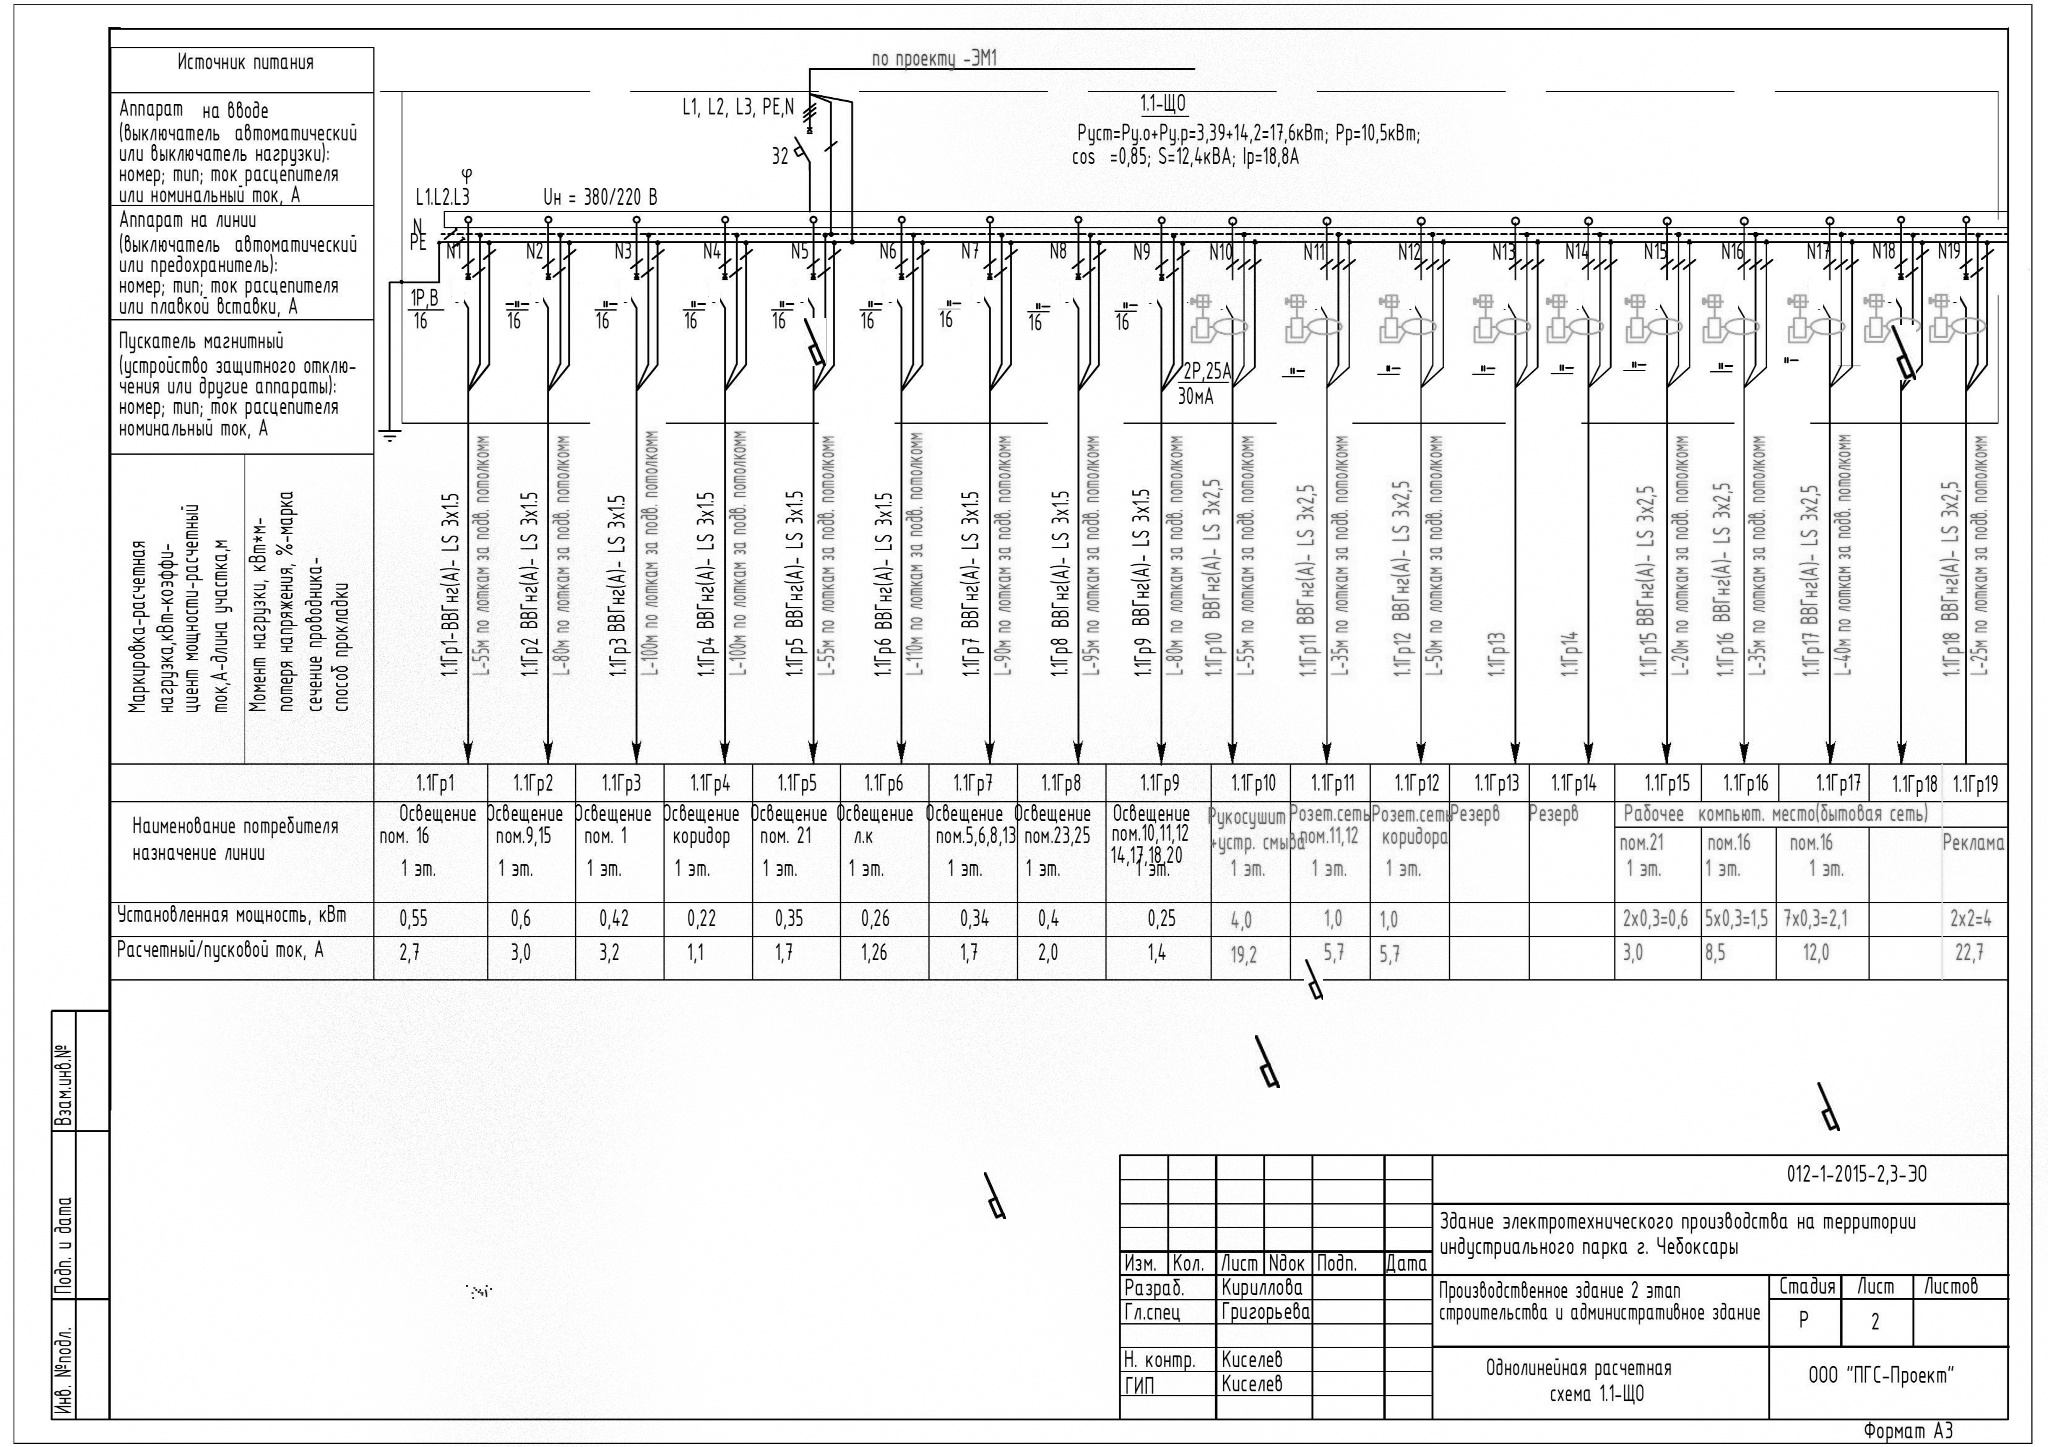 Источник питания
Аппарат на вводе
(выключатель автоматический
или выключатель нагрузки):
номер; тип; ток расцепителя
или номинальный ток, А
Аппарат на линии
(выключатель автоматический
или предохранитель):
номер; тип; ток расцепителя
или плавкой вставки, А
Пускатель магнитный
(устройство защитного отклю-
чения или другие аппараты):
номер; тип; ток расцепителя
номинальный ток, А
Маркировка-расчетная
нагрузка,кВт-коэффи-
циент мощности-расчетный
ток,А-длина участка,м
Момент нагрузки, кВт*м-
потеря напряжения, %-марка
сечение проводника-
способ прокладки
по проекту -ЭМ1
L1, L2, L3, PE,N
32
1.1-ЩО
Руст=Ру.о+Ру.р=3,39+14,2=17,6кВт; Рр=10,5кВт;
cos =0,85; S=12,4кВА; Iр=18,8А
φ
L1.L2.L3
Uн = 380/220 В
N
PE
N1 N2 N3 N4 N5 N6 N7 N8 N9 N10 N11 N12 N13 N14 N15 N16 N17 N18 N19
1Р,В
16
-"- 16
-"- 16
-"- 16
-"- 16
-"- 16
-"- 16
-"- 16
-"- 16
2Р,25А
30мА
-"- -"- -"- -"- -"- -"- -"-
1.1Гр1-ВВГнг(А)- LS 3х1.5
L-55м по лоткам за подв. потолкомм
1.1Гр2 ВВГнг(А)- LS 3х1.5
L-80м по лоткам за подв. потолкомм
1.1Гр3 ВВГнг(А)- LS 3х1.5
L-100м по лоткам за подв. потолкомм
1.1Гр4 ВВГнг(А)- LS 3х1.5
L-100м по лоткам за подв. потолкомм
1.1Гр5 ВВГнг(А)- LS 3х1.5
L-55м по лоткам за подв. потолкомм
1.1Гр6 ВВГнг(А)- LS 3х1.5
L-110м по лоткам за подв. потолкомм
1.1Гр7 ВВГнг(А)- LS 3х1.5
L-90м по лоткам за подв. потолкомм
1.1Гр8 ВВГнг(А)- LS 3х1.5
L-95м по лоткам за подв. потолкомм
1.1Гр9 ВВГнг(А)- LS 3х1.5
L-80м по лоткам за подв. потолкомм
1.1Гр10 ВВГнг(А)- LS 3х2,5
L-55м по лоткам за подв. потолкомм
1.1Гр11 ВВГнг(А)- LS 3х2,5
L-35м по лоткам за подв. потолкомм
1.1Гр12 ВВГнг(А)- LS 3х2,5
L-50м по лоткам за подв. потолкомм
1.1Гр13
1.1Гр14
1.1Гр15 ВВГнг(А)- LS 3х2,5
L-20м по лоткам за подв. потолкомм
1.1Гр16 ВВГнг(А)- LS 3х2,5
L-35м по лоткам за подв. потолкомм
1.1Гр17 ВВГнг(А)- LS 3х2,5
L-40м по лоткам за подв. потолкомм
1.1Гр18 ВВГнг(А)- LS 3х2,5
L-25м по лоткам за подв. потолкомм
1.1Гр1 1.1Гр2 1.1Гр3 1.1Гр4 1.1Гр5 1.1Гр6 1.1Гр7 1.1Гр8 1.1Гр9 1.1Гр10 1.1Гр11 1.1Гр12 1.1Гр13 1.1Гр14 1.1Гр15 1.1Гр16 1.1Гр17 1.1Гр18 1.1Гр19
Наименование потребителя
назначение линии
Освещение
пом. 16
1 эт.
Освещение
пом.9,15
1 эт.
Освещение
пом. 1
1 эт.
Освещение
коридор
1 эт.
Освещение
пом. 21
1 эт.
Освещение
л.к
1 эт.
Освещение
пом.5,6,8,13
1 эт.
Освещение
пом.23,25
1 эт.
Освещение
пом.10,11,12
14,17,18,20
1 эт.
Рукосушит
+устр. смыва
1 эт.
Розет.сеть
пом.11,12
1 эт.
Розет.сеть
коридора
1 эт.
Резерв
Резерв
Рабочее компьют. место(бытовая сеть)
пом.21
1 эт.
пом.16
1 эт.
пом.16
1 эт.
Реклама
Установленная мощность, кВт
0,55 0,6 0,42 0,22 0,35 0,26 0,34 0,4 0,25 4,0 1,0 1,0 2х0,3=0,6 5х0,3=1,5 7х0,3=2,1 2х2=4
Расчетный/пусковой ток, А
2,7 3,0 3,2 1,1 1,7 1,26 1,7 2,0 1,4 19,2 5,7 5,7 3,0 8,5 12,0 22,7
Взам.инв.№
Подп. и дата
Инв. №подл.
012-1-2015-2,3-ЭО
Здание электротехнического производства на территории
индустриального парка г. Чебоксары
Изм. Кол. Лист Nдок Подп. Дата
Разраб. Кириллова
Гл.спец Григорьева
Н. контр. Киселев
ГИП Киселев
Производственное здание 2 этап
строительства и административное здание
Стадия Лист Листов
Р 2
Однолинейная расчетная
схема 1.1-ЩО
ООО "ПГС-Проект"
Формат А3